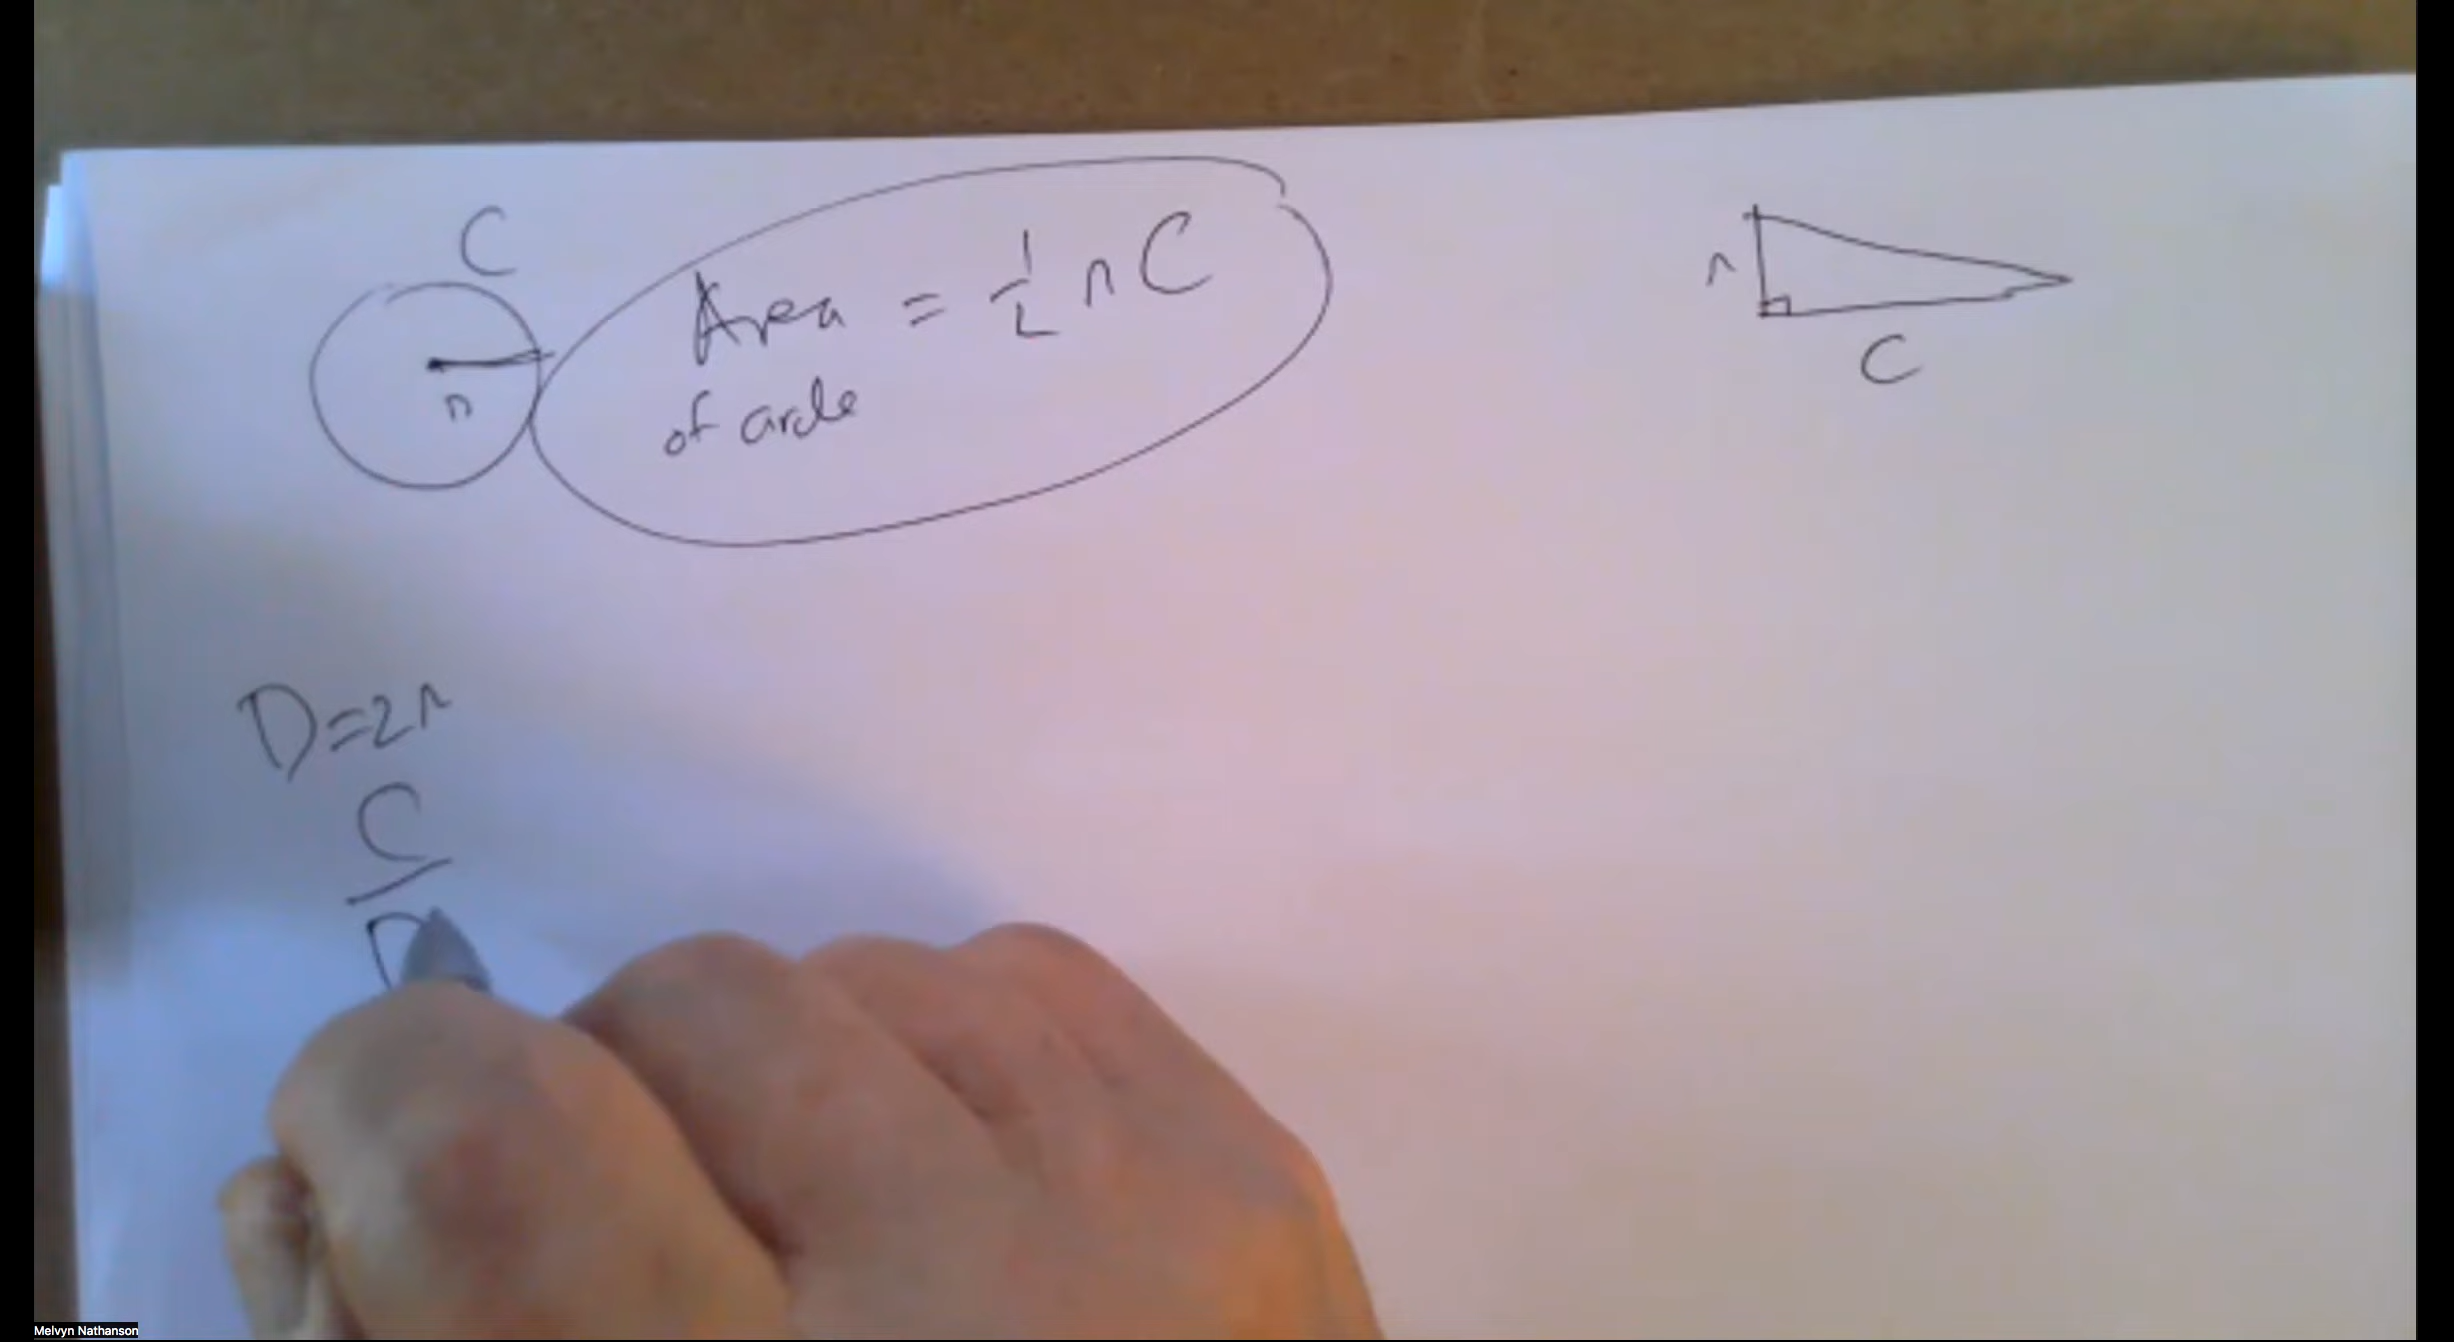 C
r
Area = 1/2 r C
of circle
r
C
D=2r
C
D
Melvyn Nathanson